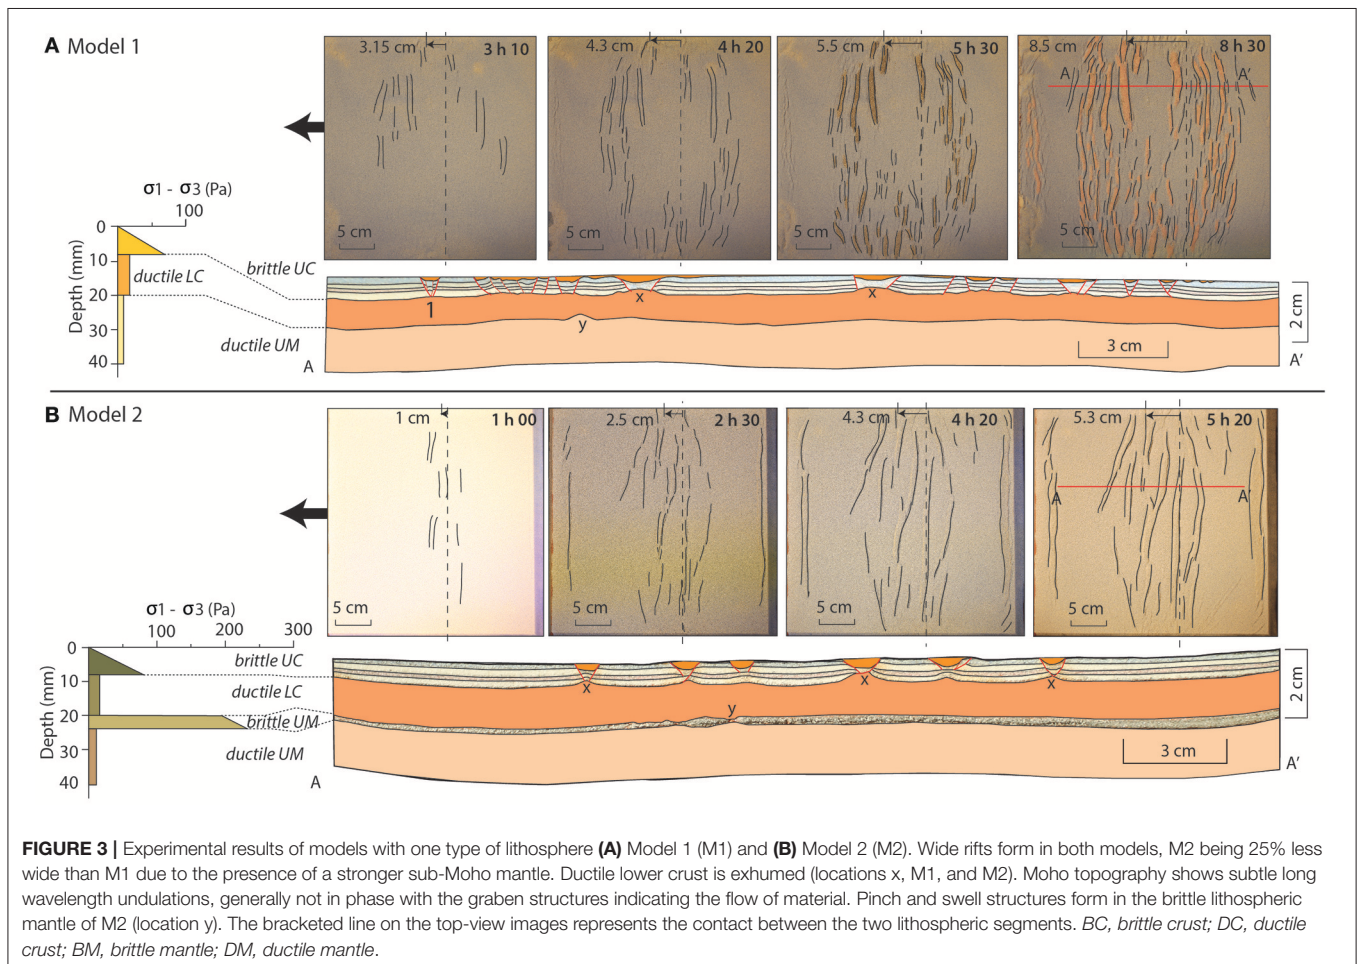 A Model 1
3.15 cm
3 h 10
5 cm
4.3 cm
4 h 20
5 cm
5.5 cm
5 h 30
5 cm
8.5 cm
8 h 30
A
A'
5 cm
σ1 - σ3 (Pa)
100
0
10
20
30
40
Depth (mm)
brittle UC
ductile LC
ductile UM
1
x
x
y
2 cm
3 cm
A
A'
B Model 2
1 cm
1 h 00
5 cm
2.5 cm
2 h 30
5 cm
4.3 cm
4 h 20
5 cm
5.3 cm
5 h 20
A
A'
5 cm
σ1 - σ3 (Pa)
100 200 300
0
10
20
30
40
Depth (mm)
brittle UC
ductile LC
brittle UM
ductile UM
x
x
x
y
2 cm
3 cm
A
A'
FIGURE 3 | Experimental results of models with one type of lithosphere (A) Model 1 (M1) and (B) Model 2 (M2). Wide rifts form in both models, M2 being 25% less
wide than M1 due to the presence of a stronger sub-Moho mantle. Ductile lower crust is exhumed (locations x, M1, and M2). Moho topography shows subtle long
wavelength undulations, generally not in phase with the graben structures indicating the flow of material. Pinch and swell structures form in the brittle lithospheric
mantle of M2 (location y). The bracketed line on the top-view images represents the contact between the two lithospheric segments. BC, brittle crust; DC, ductile
crust; BM, brittle mantle; DM, ductile mantle.